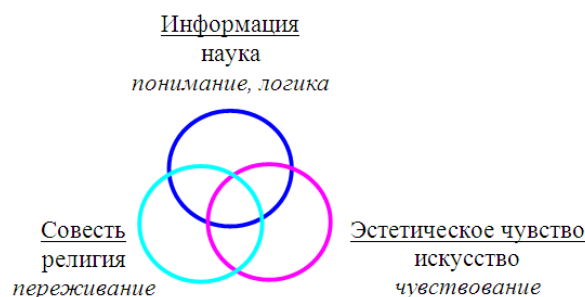 Информация
наука
понимание, логика
Совесть
религия
переживание
Эстетическое чувство
искусство
чувствование